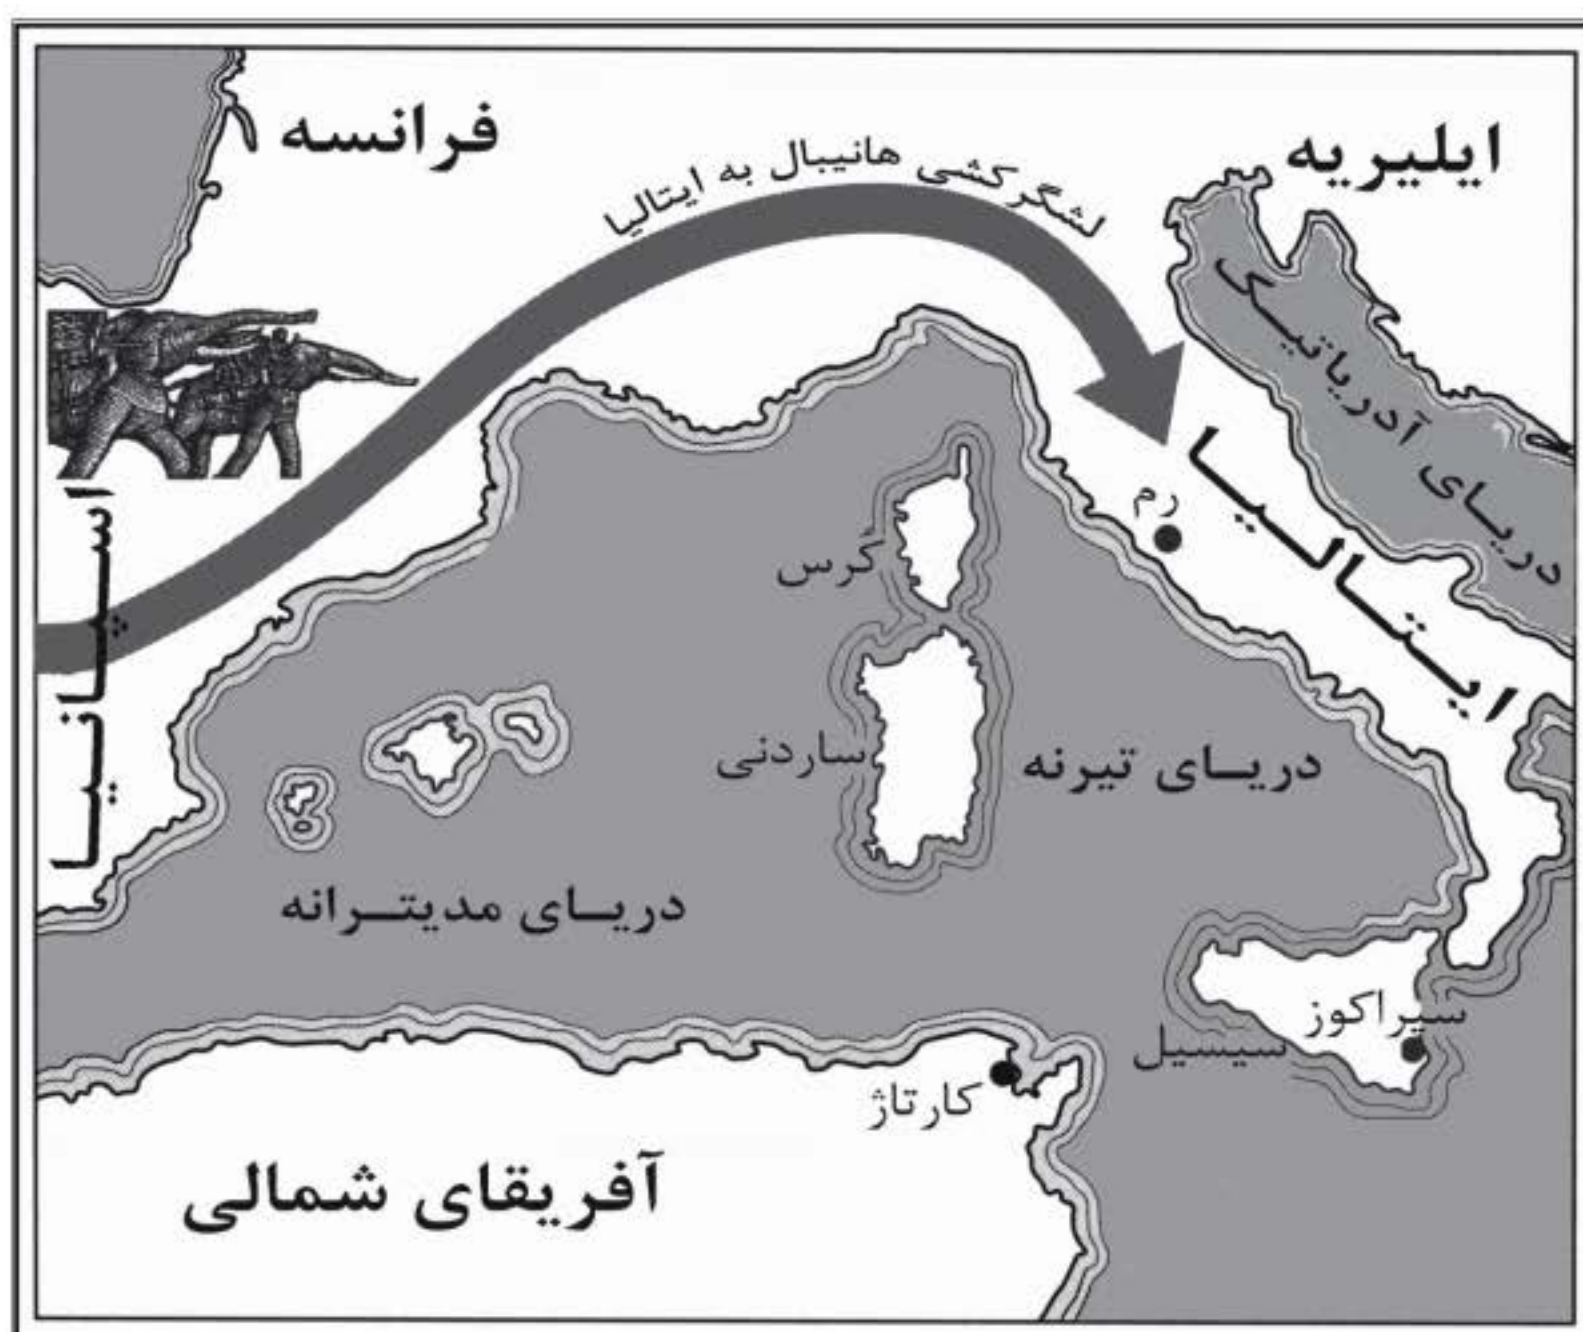 فرانسه
ایلیریه
لشگرکشی هانیبال به ایتالیا
دریای آدریاتیک
ایتالیا
رم
اسپانیا
کرس
ساردنی
دریای تیرنه
دریای مدیترانه
سیراکوز
سیسیل
کارتاژ
آفریقای شمالی